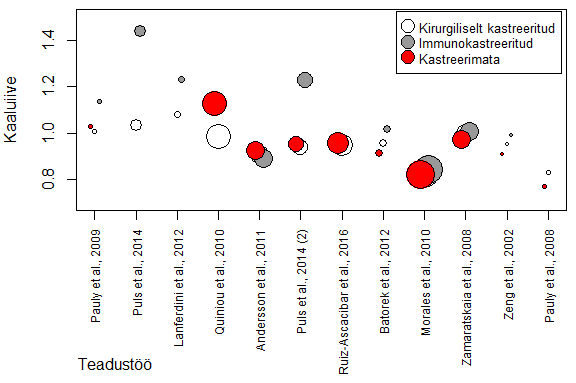 Kirurgiliselt kastreeritud
Immunokastreeritud
Kastreerimata
Kaaluiive
1.4
1.2
1.0
0.8
Pauly et al., 2009
Puls et al., 2014
Lanferdini et al., 2012
Quiniou et al., 2010
Andersson et al., 2011
Puls et al., 2014 (2)
Ruiz-Ascacibar et al., 2016
Batorek et al., 2012
Morales et al., 2010
Zamaratskaia et al., 2008
Zeng et al., 2002
Pauly et al., 2008
Teadustöö